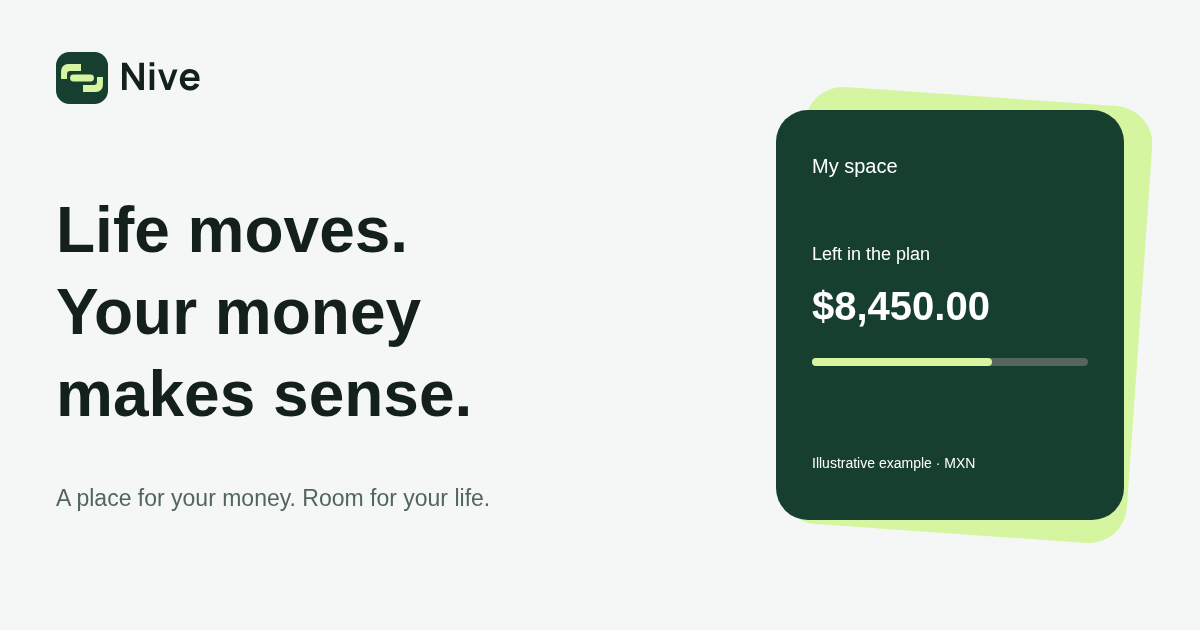 Nive
Life moves.
Your money
makes sense.
A place for your money. Room for your life.
My space
Left in the plan
$8,450.00
Illustrative example · MXN